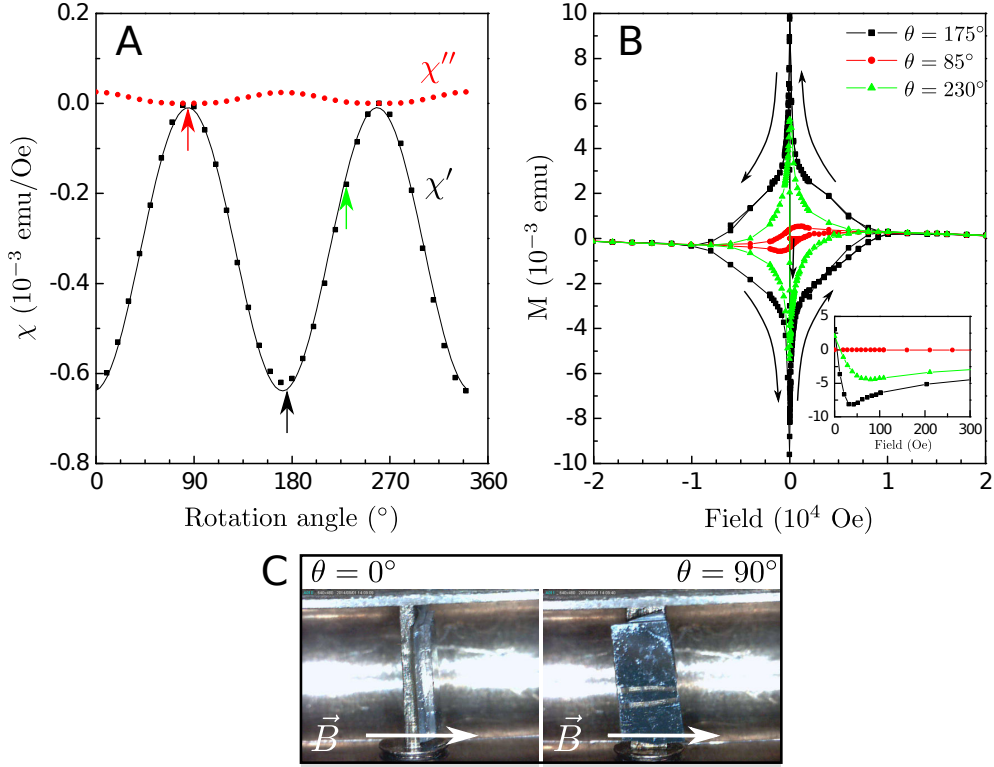 A
χ″
χ′
0.2
0.0
-0.2
-0.4
-0.6
-0.8
χ (10⁻³ emu/Oe)
0 90 180 270 360
Rotation angle (°)
B
θ = 175°
θ = 85°
θ = 230°
10
8
6
4
2
0
-2
-4
-6
-8
-10
M (10⁻³ emu)
-2 -1 0 1 2
Field (10⁴ Oe)
5
0
-5
-10
0 100 200 300
Field (Oe)
C
θ = 0°
θ = 90°
B⃗
B⃗